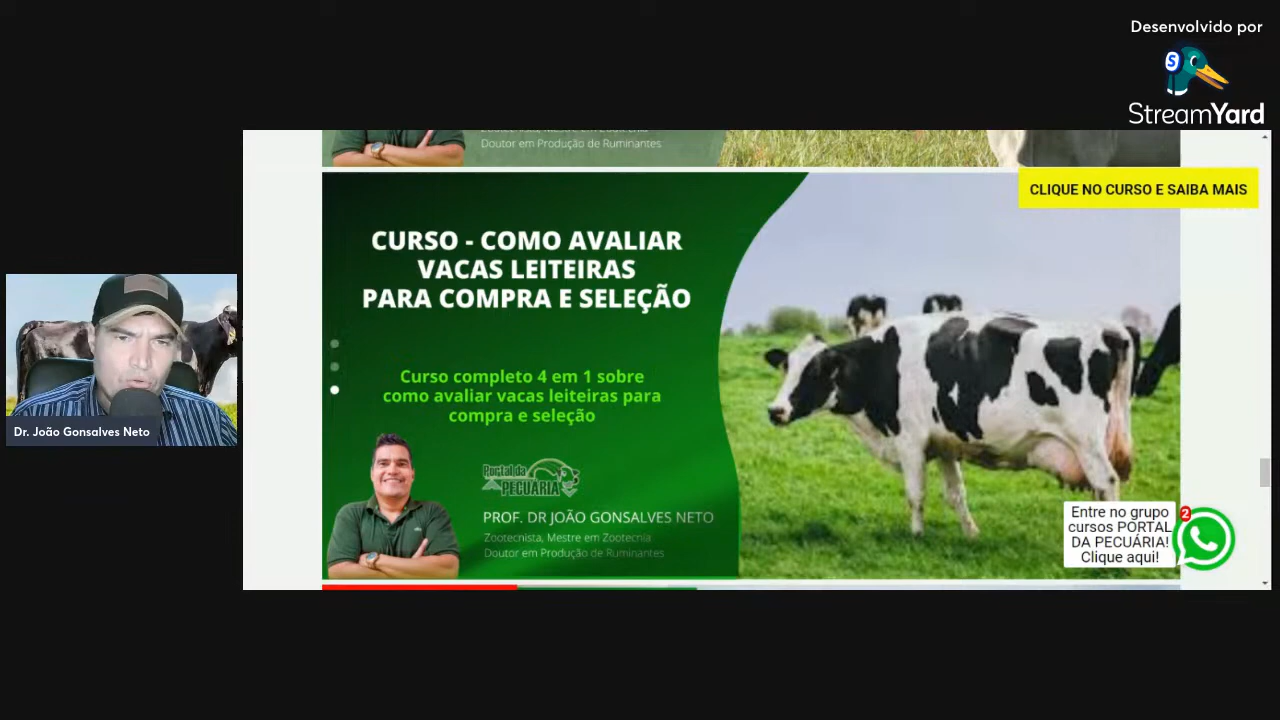 Desenvolvido por
StreamYard
Doutor em Produção de Ruminantes
CLIQUE NO CURSO E SAIBA MAIS
CURSO - COMO AVALIAR
VACAS LEITEIRAS
PARA COMPRA E SELEÇÃO
Curso completo 4 em 1 sobre
como avaliar vacas leiteiras para
compra e seleção
Dr. João Gonsalves Neto
Portal da
PECUÁRIA
PROF. DR JOÃO GONSALVES NETO
Zootecnista, Mestre em Zootecnia
Doutor em Produção de Ruminantes
2
Entre no grupo
cursos PORTAL
DA PECUÁRIA!
Clique aqui!